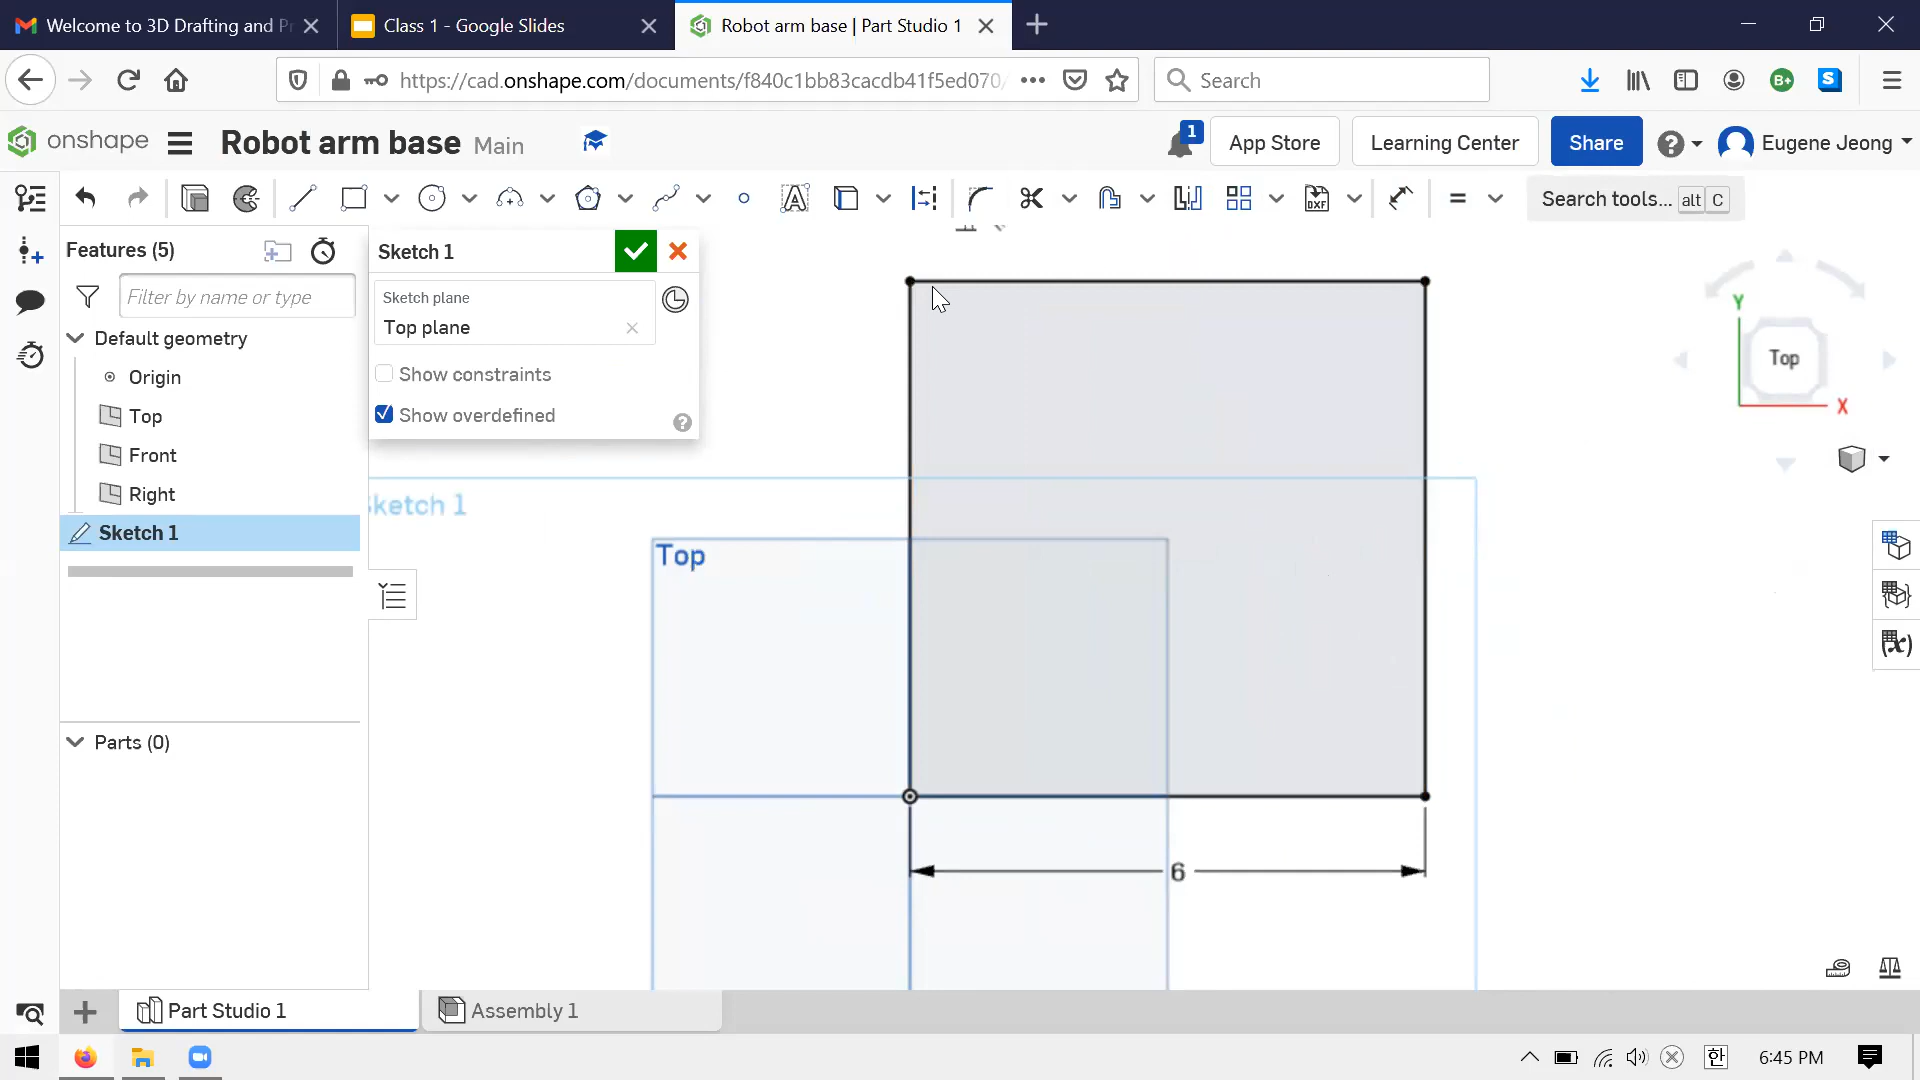 Welcome to 3D Drafting and Pr
Class 1 - Google Slides
Robot arm base | Part Studio 1
https://cad.onshape.com/documents/f840c1bb83cacdb41f5ed070/
Search
B+
S
onshape
Robot arm base Main
1
App Store
Learning Center
Share
Eugene Jeong
Search tools... alt C
Features (5)
Filter by name or type
Default geometry
Origin
Top
Front
Right
Sketch 1
Parts (0)
Sketch 1
Sketch plane
Top plane
Show constraints
Show overdefined
ketch 1
Top
6
Y
Top
X
Part Studio 1
Assembly 1
한
6:45 PM